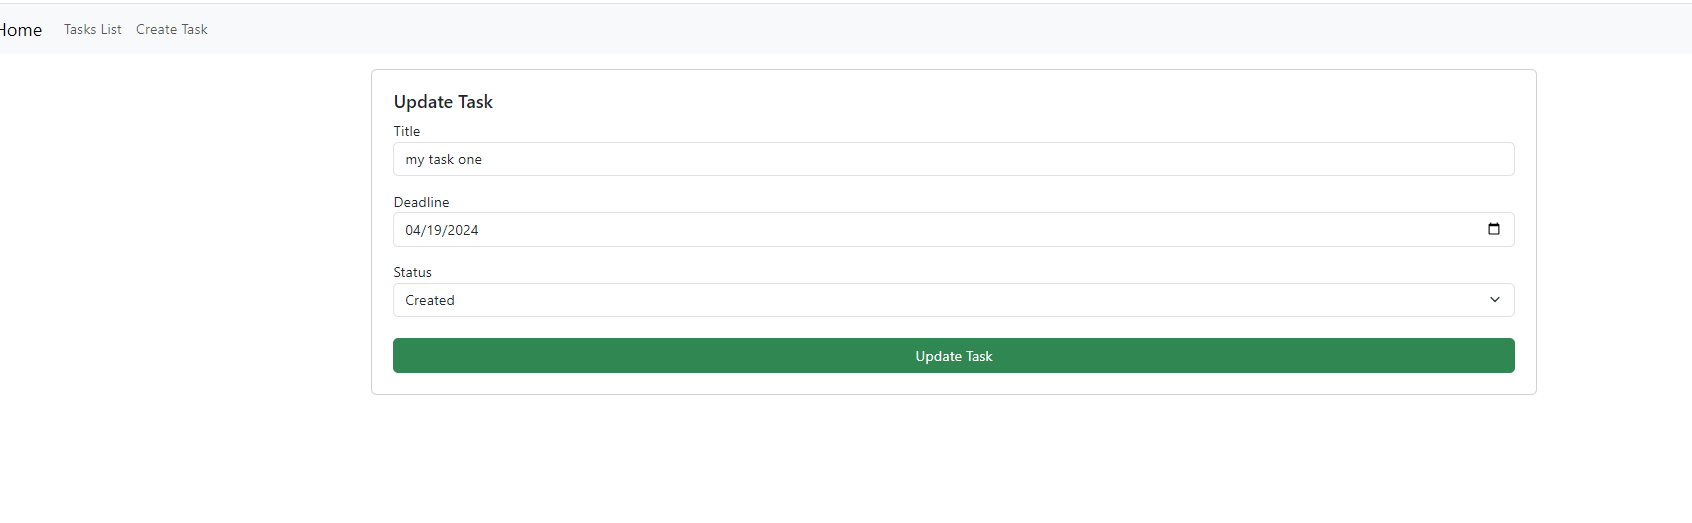 Home Tasks List Create Task
Update Task
Title
my task one
Deadline
04/19/2024
Status
Created
Update Task